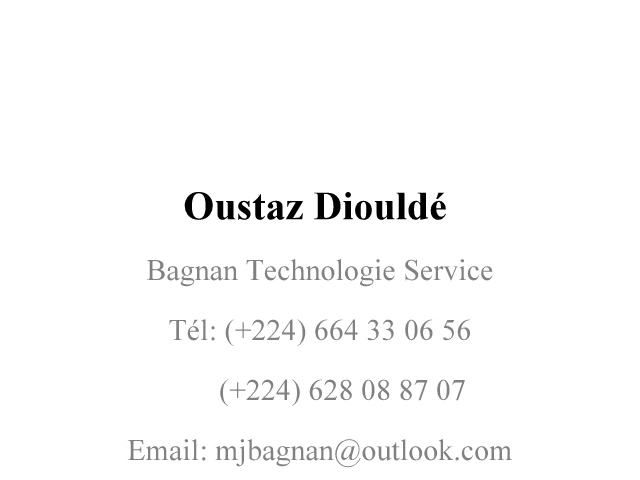 Oustaz Diouldé
Bagnan Technologie Service
Tél: (+224) 664 33 06 56
(+224) 628 08 87 07
Email: mjbagnan@outlook.com